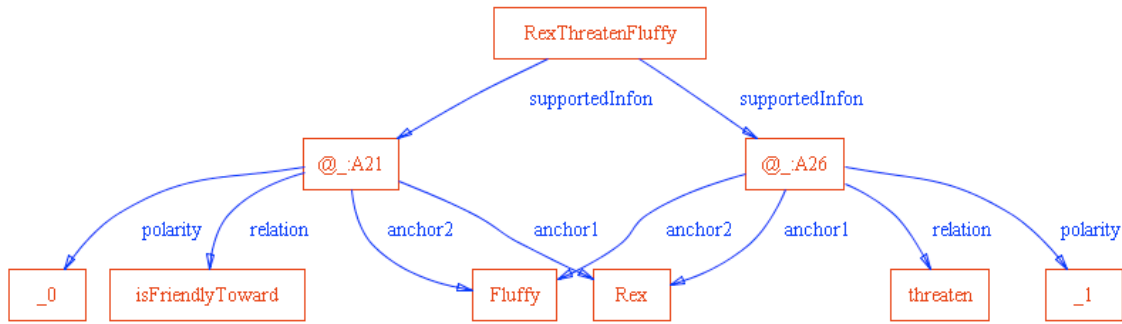 RexThreatenFluffy
supportedInfon supportedInfon
@_:A21 @_:A26
polarity relation anchor2 anchor1 anchor2 anchor1 relation polarity
_0 isFriendlyToward Fluffy Rex threaten _1